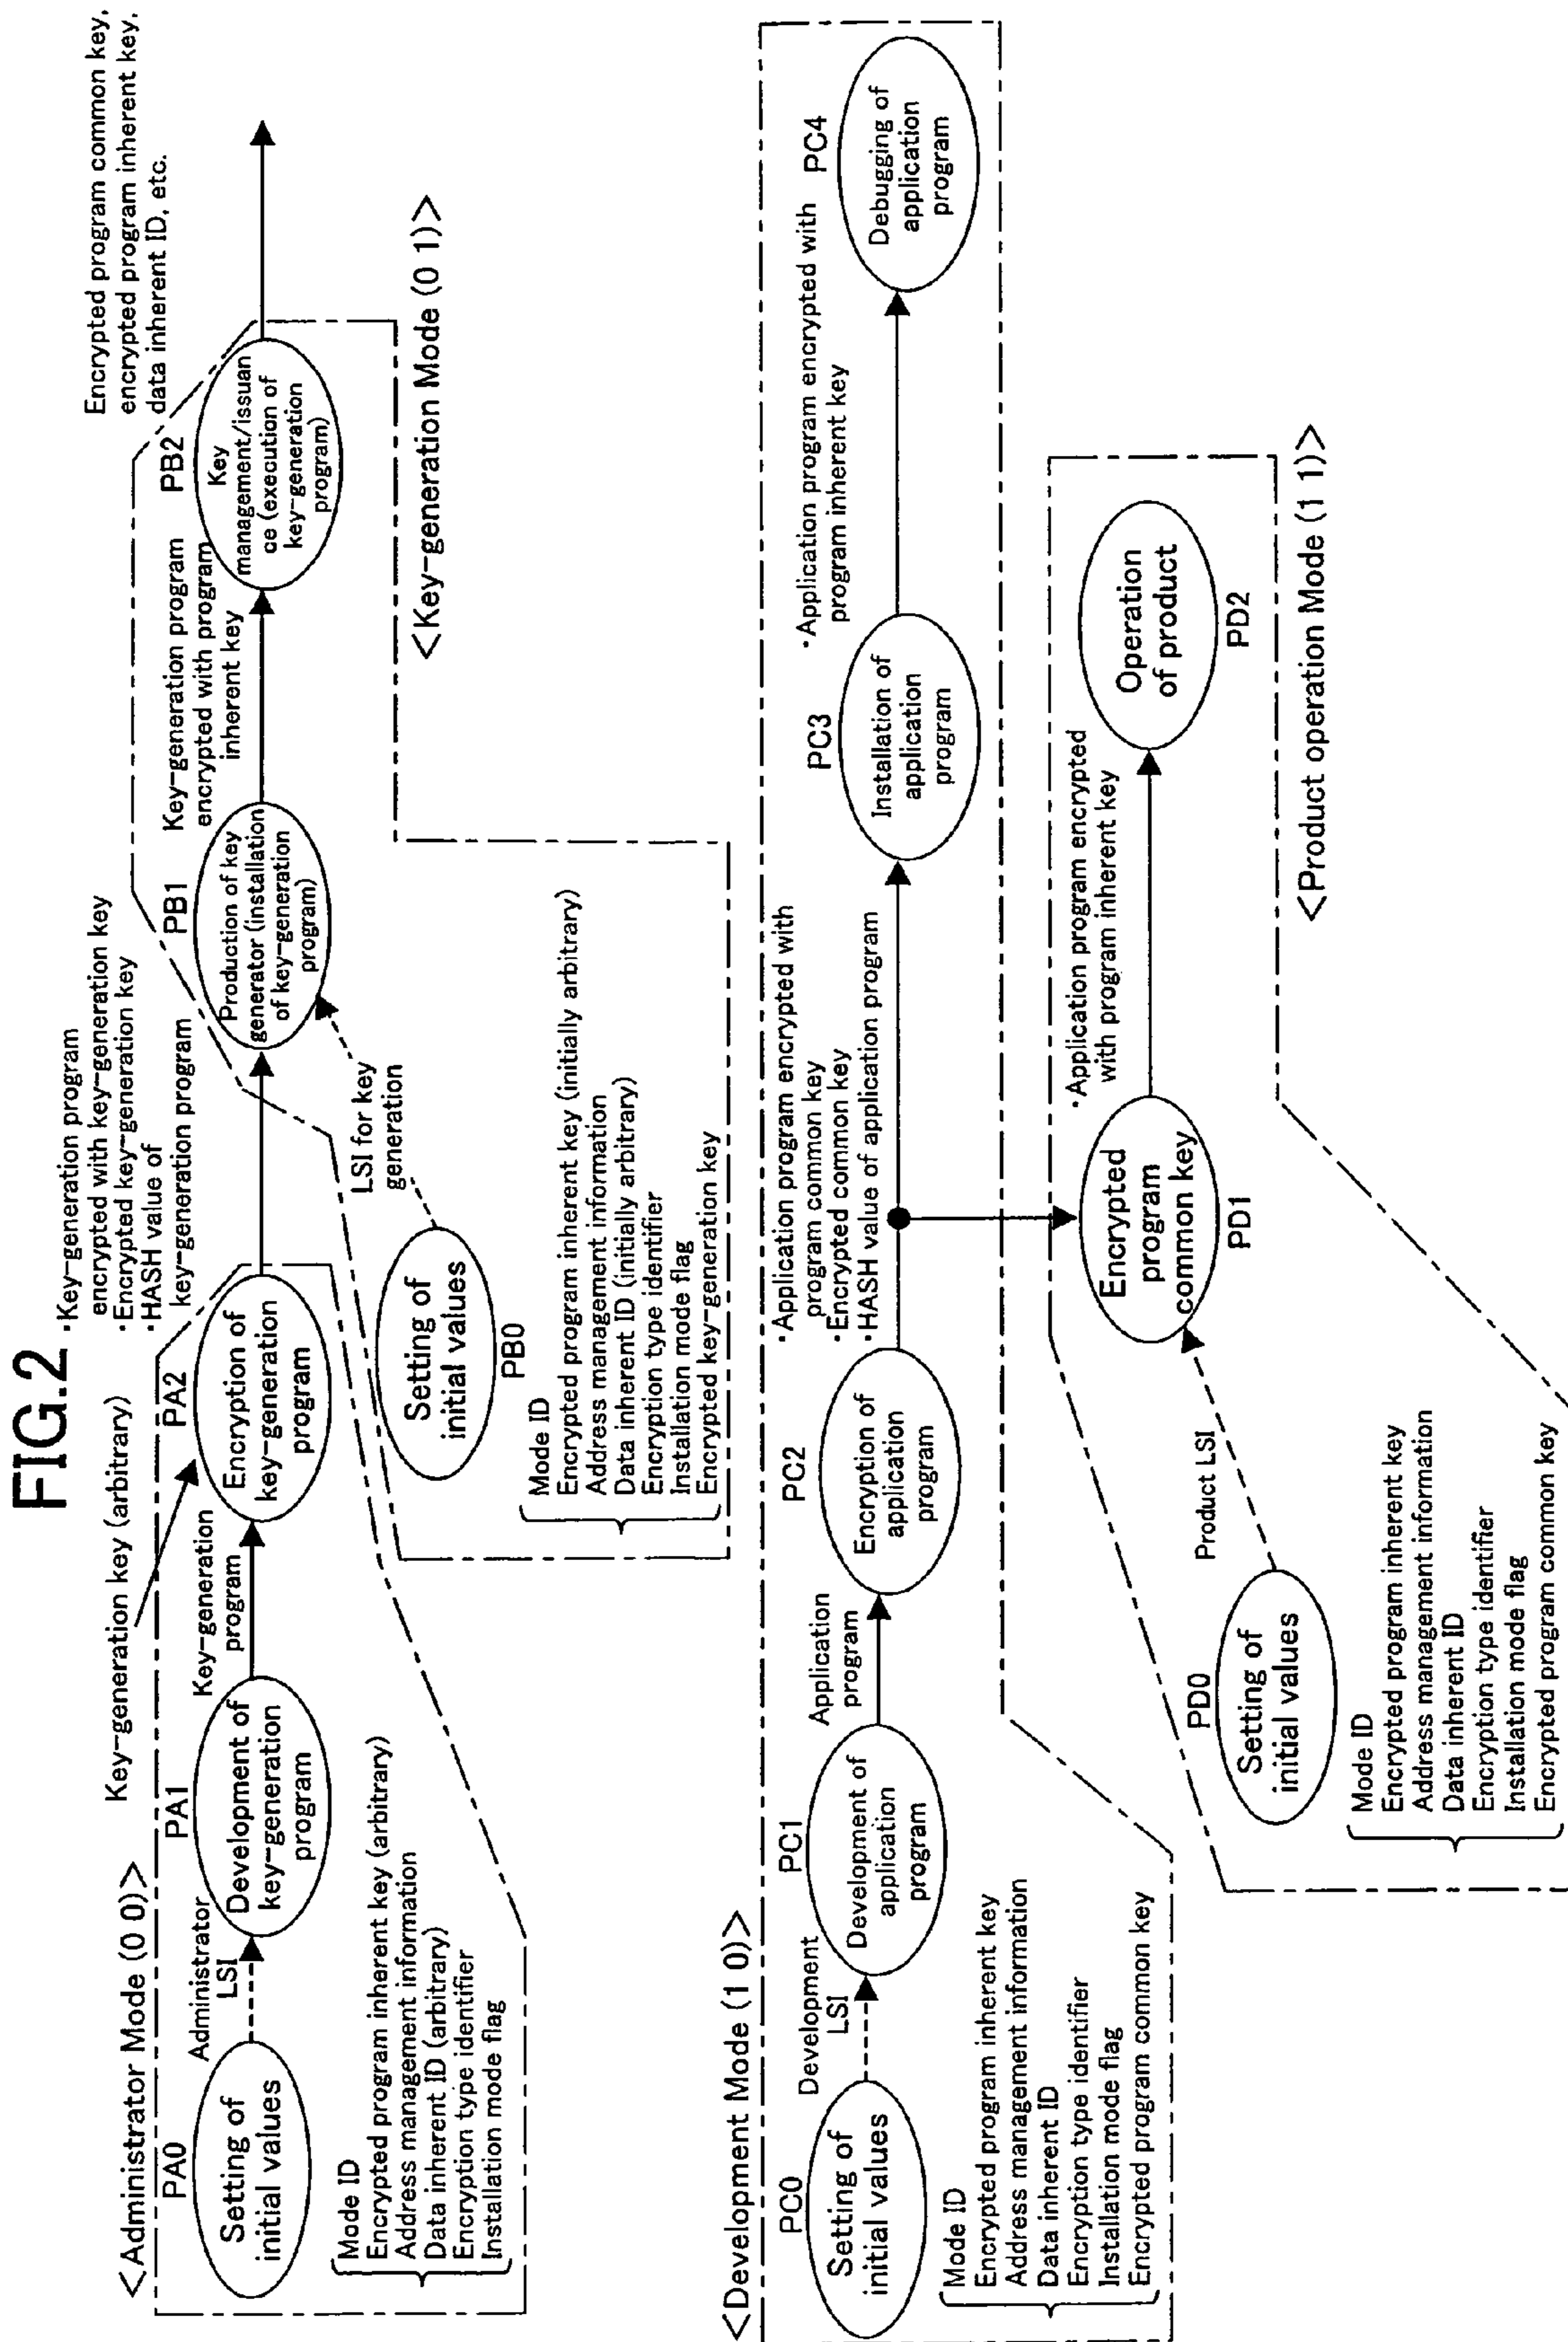 FIG.2
<Administrator Mode (0 0)>
PA0
Setting of
initial values
Administrator
LSI
Mode ID
Encrypted program inherent key (arbitrary)
Address management information
Data inherent ID (arbitrary)
Encryption type identifier
Installation mode flag
PA1
Development of
key-generation
program
Key-generation
program
Key-generation key (arbitrary)
PA2
Encryption of
key-generation
program
・Key-generation program
encrypted with key-generation key
・Encrypted key-generation key
・HASH value of
key-generation program
PB0
Setting of
initial values
Mode ID
Encrypted program inherent key (initially arbitrary)
Address management information
Data inherent ID (initially arbitrary)
Encryption type identifier
Installation mode flag
Encrypted key-generation key
LSI for key
generation
PB1
Production of key
generator (installation
of key-generation
program)
Key-generation program
encrypted with program
inherent key
PB2
Key
management/issuan
ce (execution of
key-generation
program)
Encrypted program common key,
encrypted program inherent key,
data inherent ID, etc.
<Key-generation Mode (0 1)>
<Development Mode (1 0)>
PC0
Setting of
initial values
Development
LSI
Mode ID
Encrypted program inherent key
Address management information
Data inherent ID
Encryption type identifier
Installation mode flag
Encrypted program common key
PC1
Development of
application
program
Application
program
PC2
Encryption of
application
program
・Application program encrypted with
program common key
・Encrypted common key
・HASH value of application program
PC3
Installation of
application
program
・Application program encrypted with
program inherent key
PC4
Debugging of
application
program
PD0
Setting of
initial values
Mode ID
Encrypted program inherent key
Address management information
Data inherent ID
Encryption type identifier
Installation mode flag
Encrypted program common key
Product LSI
Encrypted
program
common key
PD1
・Application program encrypted
with program inherent key
Operation
of product
PD2
<Product operation Mode (1 1)>